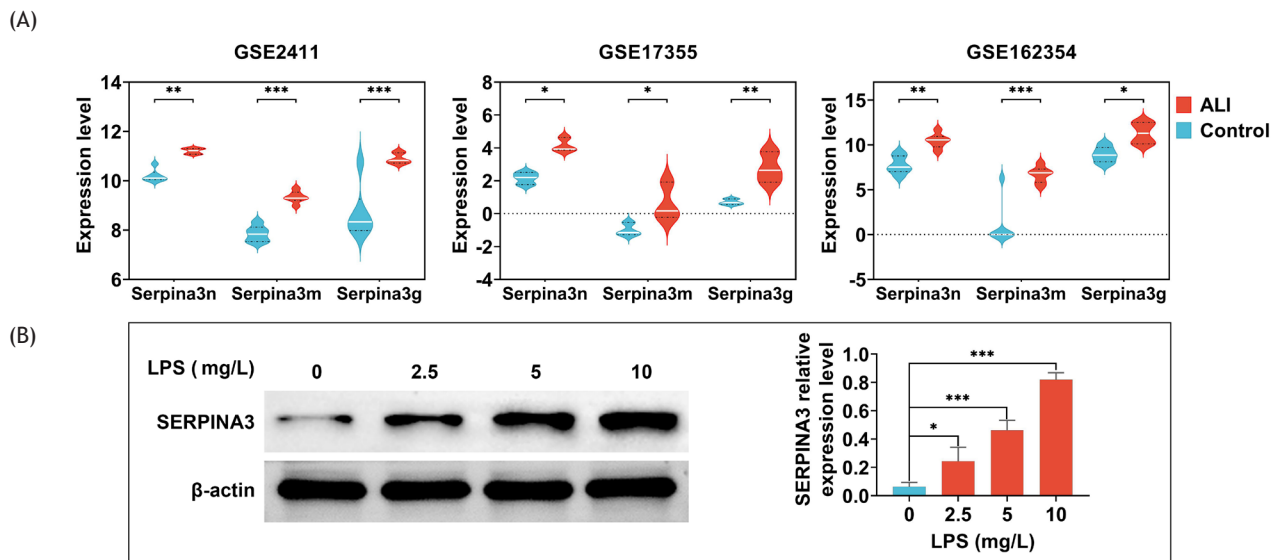 (A)
GSE2411
GSE17355
GSE162354
Expression level
14
12
10
8
6
** *** ***
Serpina3n Serpina3m Serpina3g
Expression level
8
6
4
2
0
-2
-4
* * **
Serpina3n Serpina3m Serpina3g
Expression level
15
10
5
0
-5
** *** *
Serpina3n Serpina3m Serpina3g
ALI
Control
(B)
LPS ( mg/L) 0 2.5 5 10
SERPINA3
β-actin
SERPINA3 relative
expression level
1.0
0.8
0.6
0.4
0.2
0.0
***
***
*
0 2.5 5 10
LPS (mg/L)